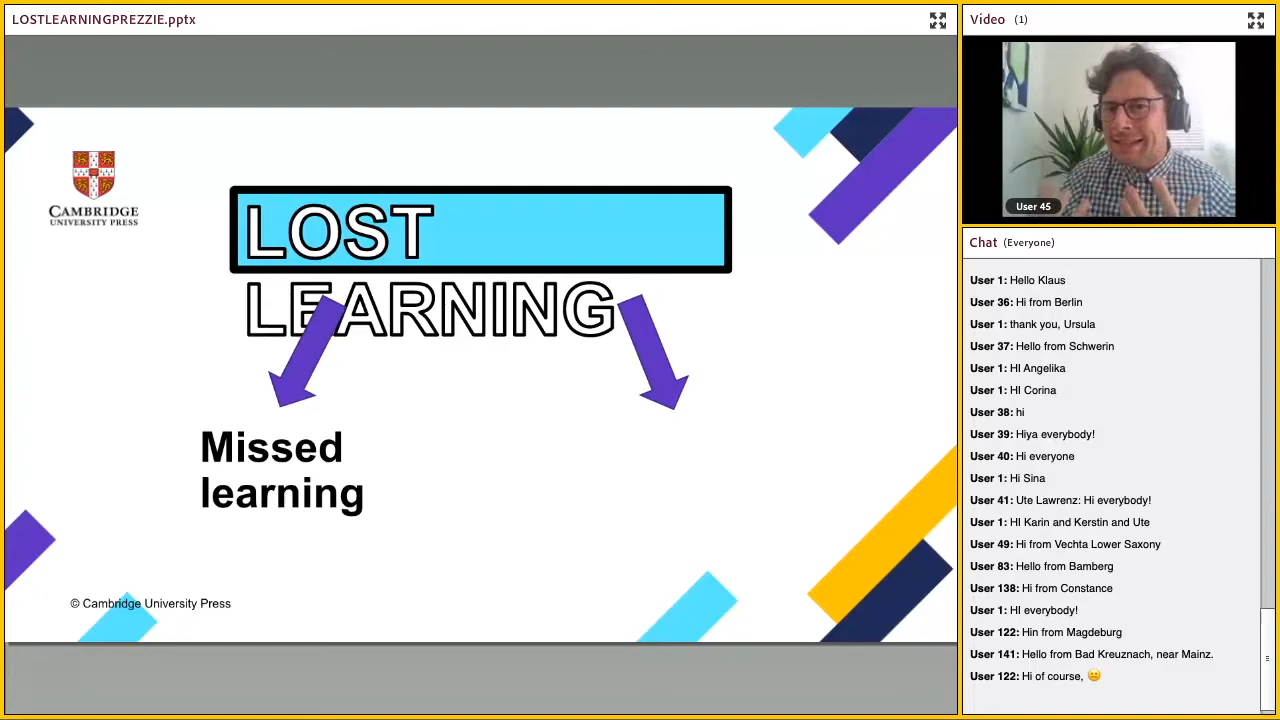 LOSTLEARNINGPREZZIE.pptx
CAMBRIDGE
UNIVERSITY PRESS
LOST
LEARNING
Missed
learning
© Cambridge University Press
Video (1)
User 45
Chat (Everyone)
User 1: Hello Klaus
User 36: Hi from Berlin
User 1: thank you, Ursula
User 37: Hello from Schwerin
User 1: HI Angelika
User 1: HI Corina
User 38: hi
User 39: Hiya everybody!
User 40: Hi everyone
User 1: Hi Sina
User 41: Ute Lawrenz: Hi everybody!
User 1: HI Karin and Kerstin and Ute
User 49: Hi from Vechta Lower Saxony
User 83: Hello from Bamberg
User 138: Hi from Constance
User 1: HI everybody!
User 122: Hin from Magdeburg
User 141: Hello from Bad Kreuznach, near Mainz.
User 122: Hi of course, 😊